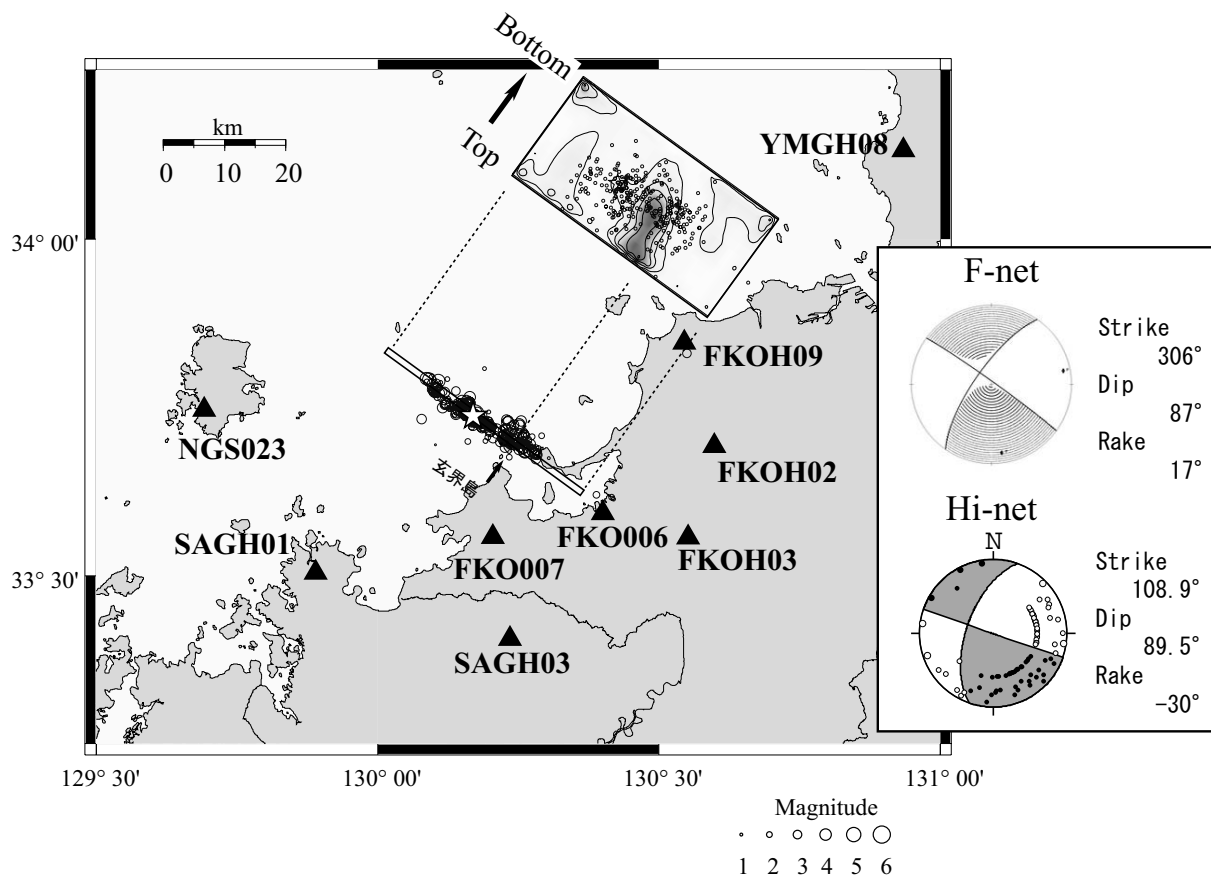 Bottom
Top
km
0 10 20
YMGH08
34° 00'
F-net
Strike
306°
Dip
87°
Rake
17°
FKOH09
NGS023
FKOH02
玄界島
SAGH01
FKO006
FKO007
FKOH03
33° 30'
SAGH03
Hi-net
N
Strike
108.9°
Dip
89.5°
Rake
-30°
129° 30'
130° 00'
130° 30'
131° 00'
Magnitude
1 2 3 4 5 6